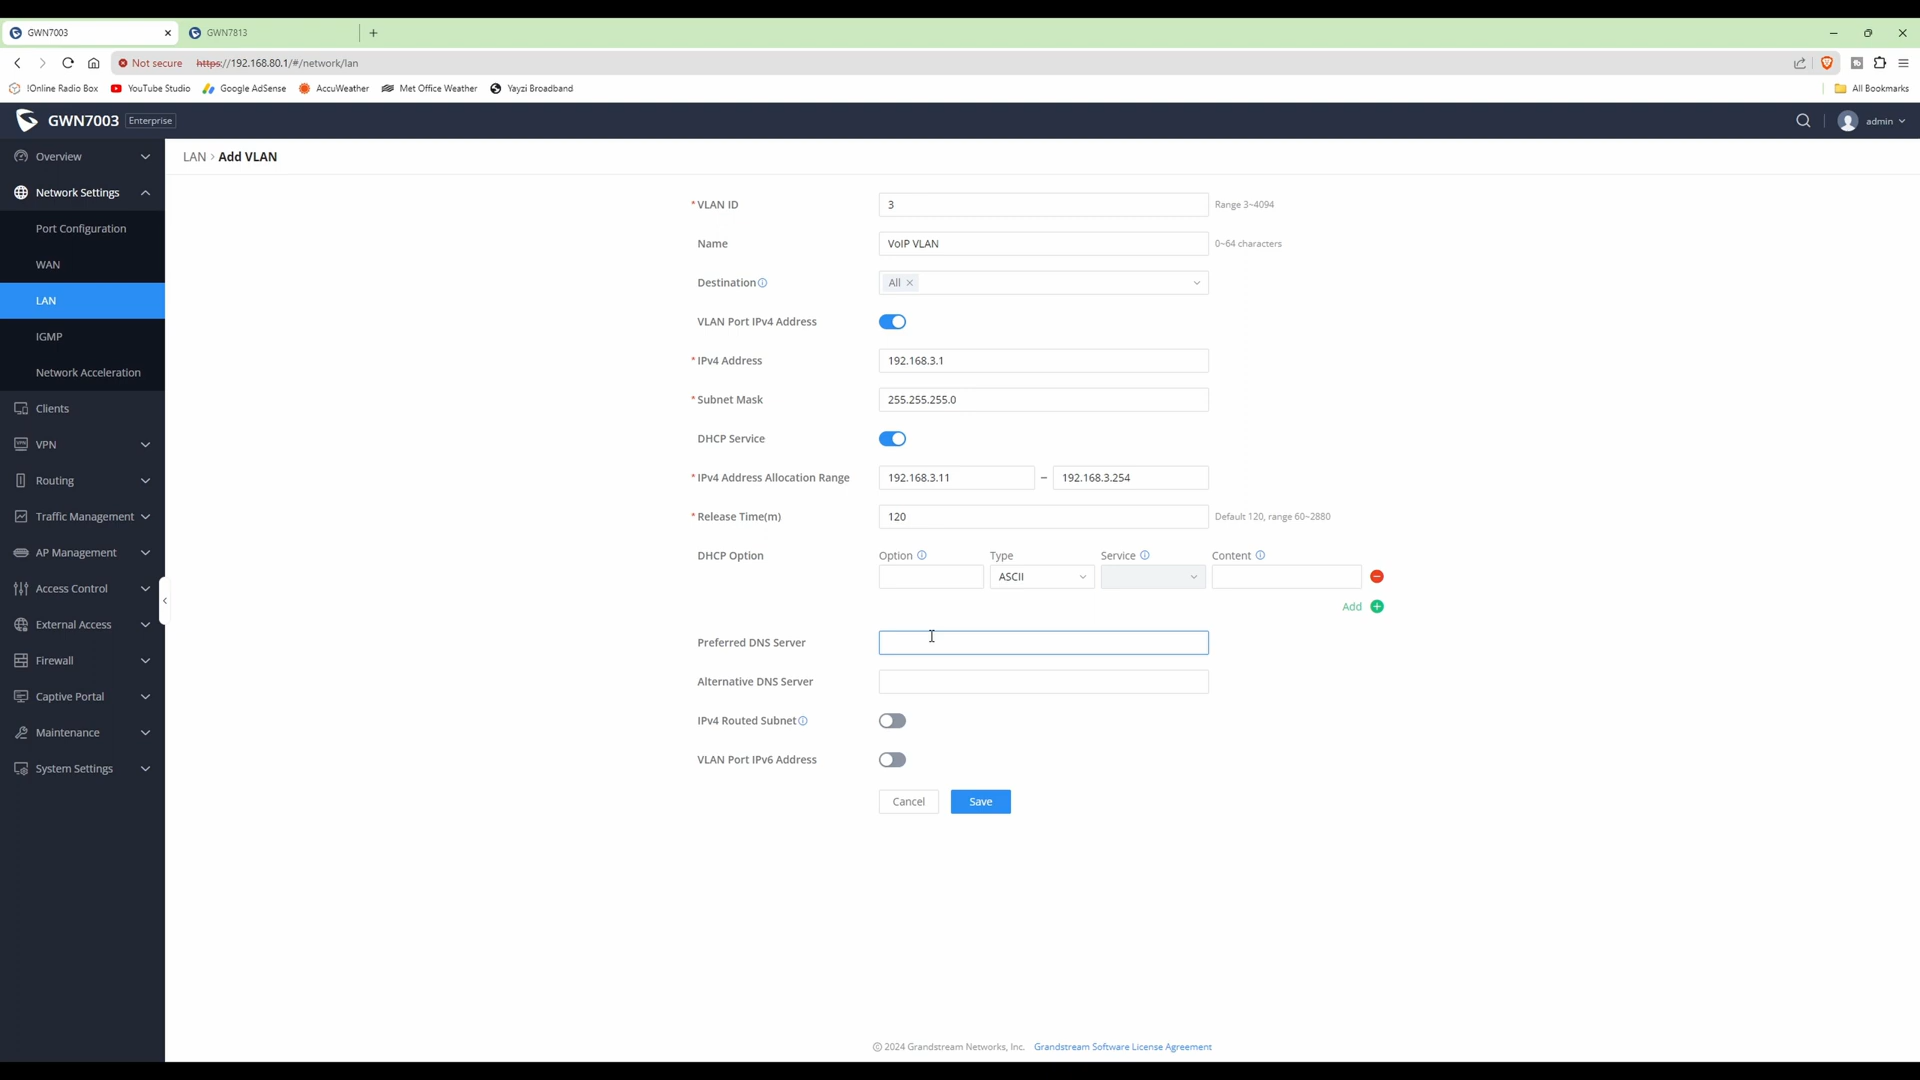 GWN7003
GWN7813
Not secure https://192.168.80.1/#/network/lan
!Online Radio Box YouTube Studio Google AdSense AccuWeather Met Office Weather Yayzi Broadband All Bookmarks
GWN7003 Enterprise admin
Overview
Network Settings
Port Configuration
WAN
LAN
IGMP
Network Acceleration
Clients
VPN
Routing
Traffic Management
AP Management
Access Control
External Access
Firewall
Captive Portal
Maintenance
System Settings
LAN > Add VLAN
* VLAN ID 3 Range 3~4094
Name VoIP VLAN 0~64 characters
Destination All ×
VLAN Port IPv4 Address
* IPv4 Address 192.168.3.1
* Subnet Mask 255.255.255.0
DHCP Service
* IPv4 Address Allocation Range 192.168.3.11 – 192.168.3.254
* Release Time(m) 120 Default 120, range 60~2880
DHCP Option Option Type Service Content
ASCII
Add
Preferred DNS Server
Alternative DNS Server
IPv4 Routed Subnet
VLAN Port IPv6 Address
Cancel Save
© 2024 Grandstream Networks, Inc. Grandstream Software License Agreement